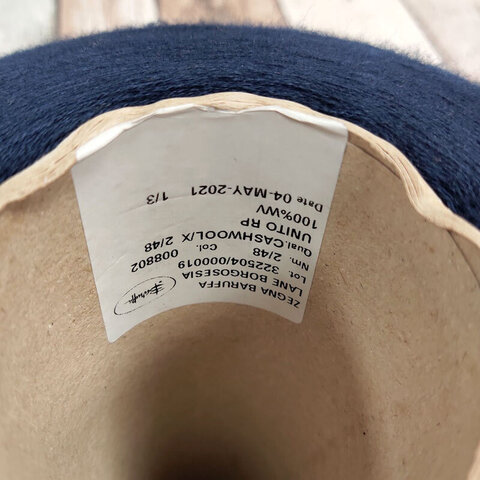 ZEGNA BARUFFA
LANE BORGOSESIA
Lot. 322504/000019
Nm. 2/48 Col. 008802
Qual.CASHWOOL/X 2/48
UNITO RP
100%WV
Date 04-MAY-2021 1/3